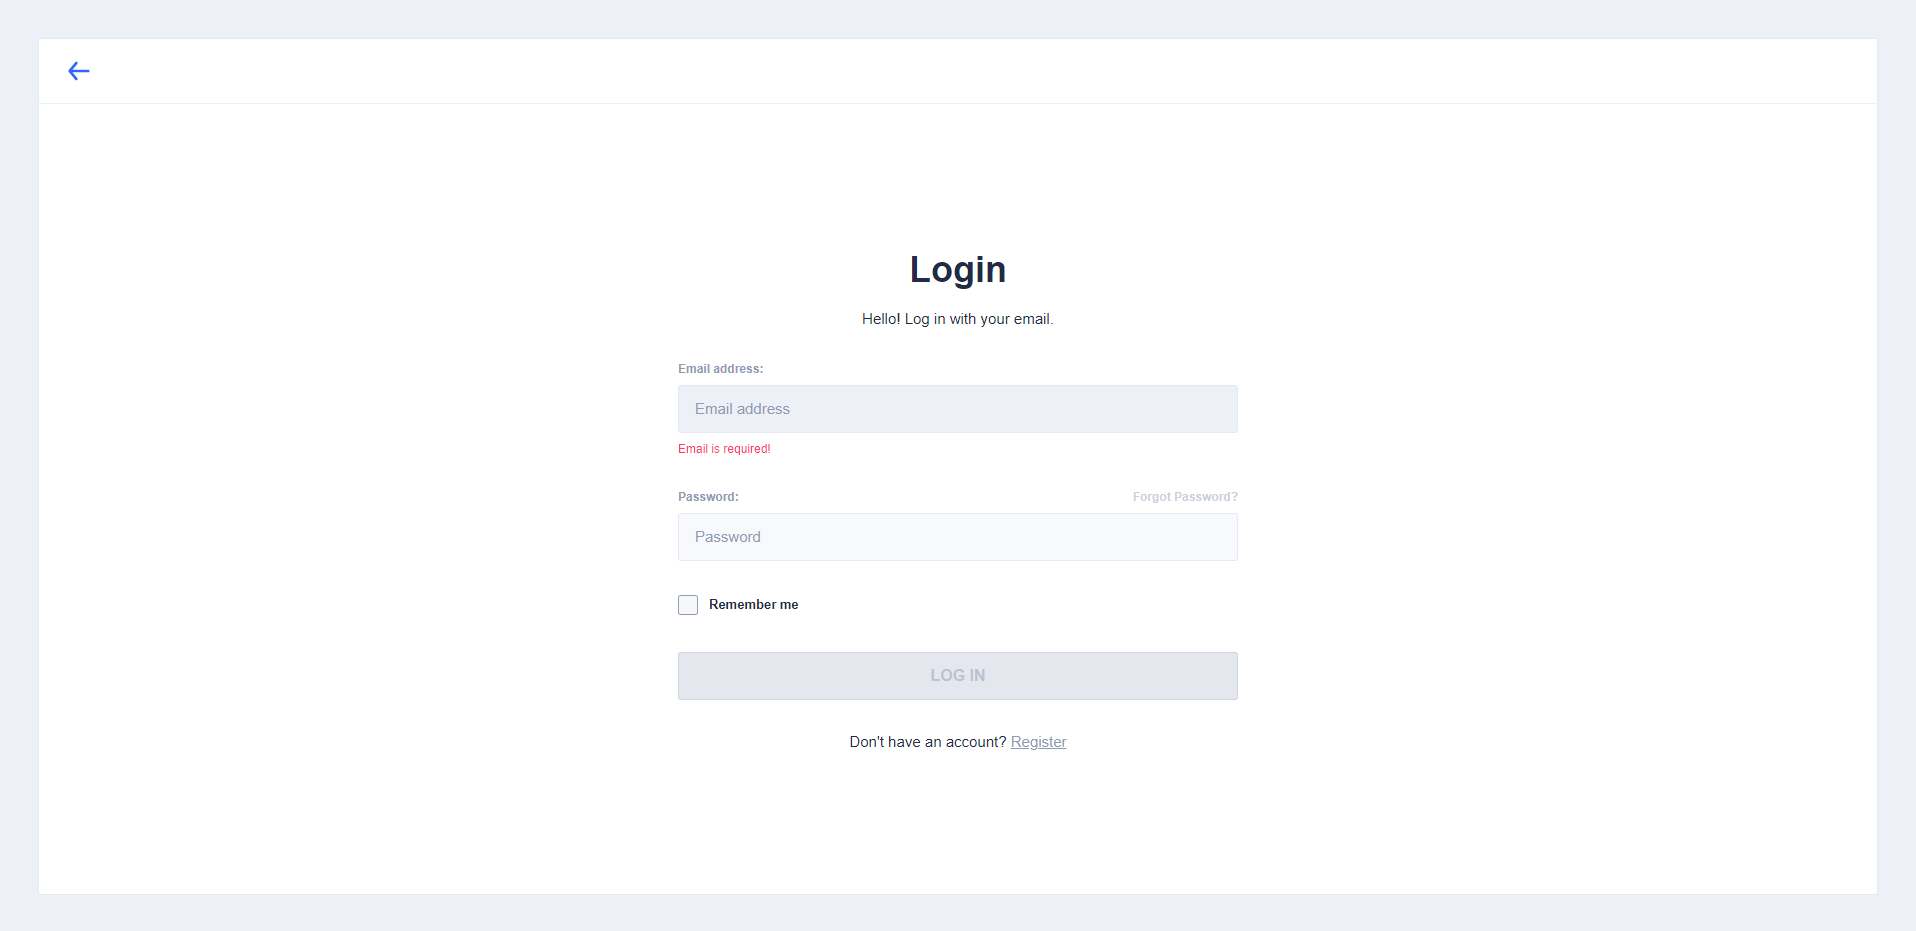 Login
Hello! Log in with your email.
Email address:
Email address
Email is required!
Password: Forgot Password?
Password
Remember me
LOG IN
Don't have an account? Register